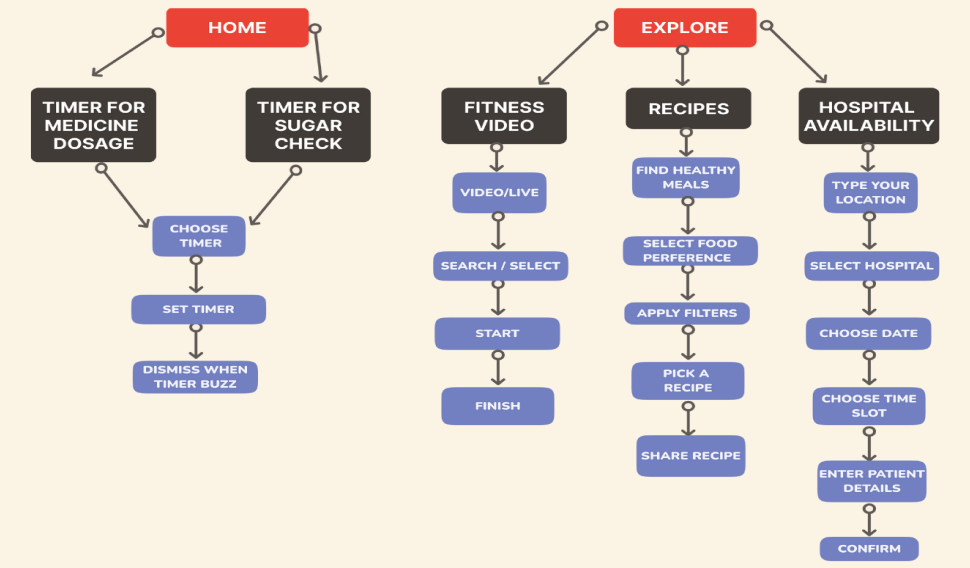 HOME
TIMER FOR
MEDICINE
DOSAGE
TIMER FOR
SUGAR
CHECK
CHOOSE
TIMER
SET TIMER
DISMISS WHEN
TIMER BUZZ
EXPLORE
FITNESS
VIDEO
VIDEO/LIVE
SEARCH / SELECT
START
FINISH
RECIPES
FIND HEALTHY
MEALS
SELECT FOOD
PERFERENCE
APPLY FILTERS
PICK A
RECIPE
SHARE RECIPE
HOSPITAL
AVAILABILITY
TYPE YOUR
LOCATION
SELECT HOSPITAL
CHOOSE DATE
CHOOSE TIME
SLOT
ENTER PATIENT
DETAILS
CONFIRM